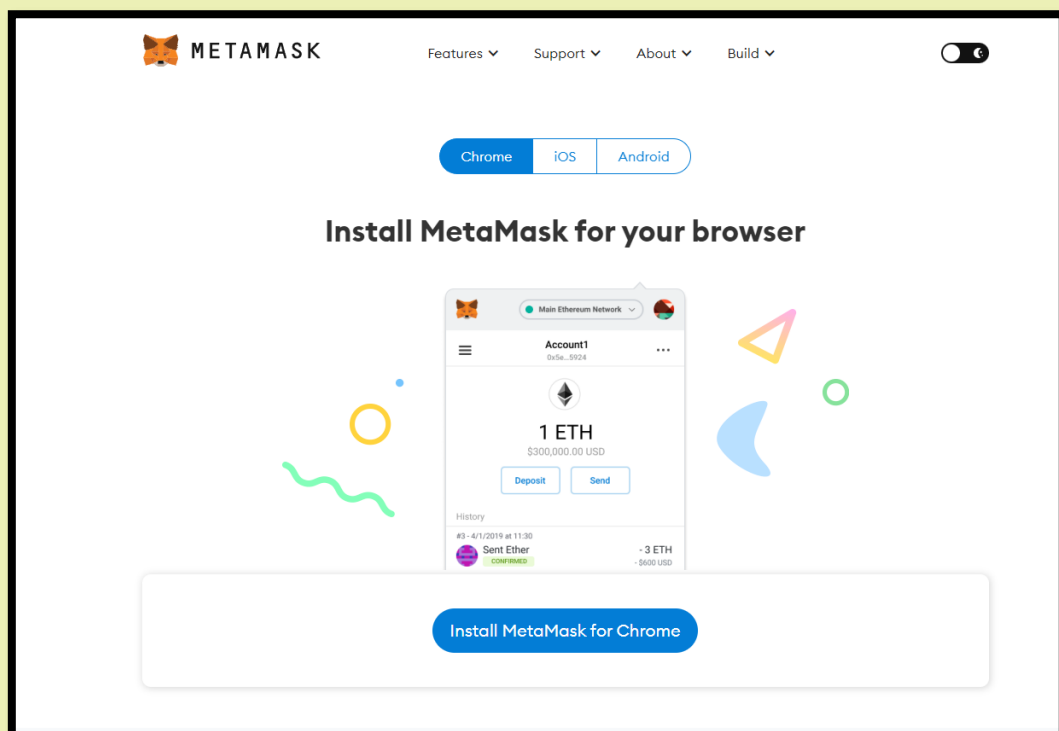 METAMASK
Features Support About Build
Chrome iOS Android
Install MetaMask for your browser
Main Ethereum Network
Account1
0x5e...5924
1 ETH
$300,000.00 USD
Deposit Send
History
#3 - 4/1/2019 at 11:30
Sent Ether - 3 ETH
CONFIRMED - $600 USD
Install MetaMask for Chrome